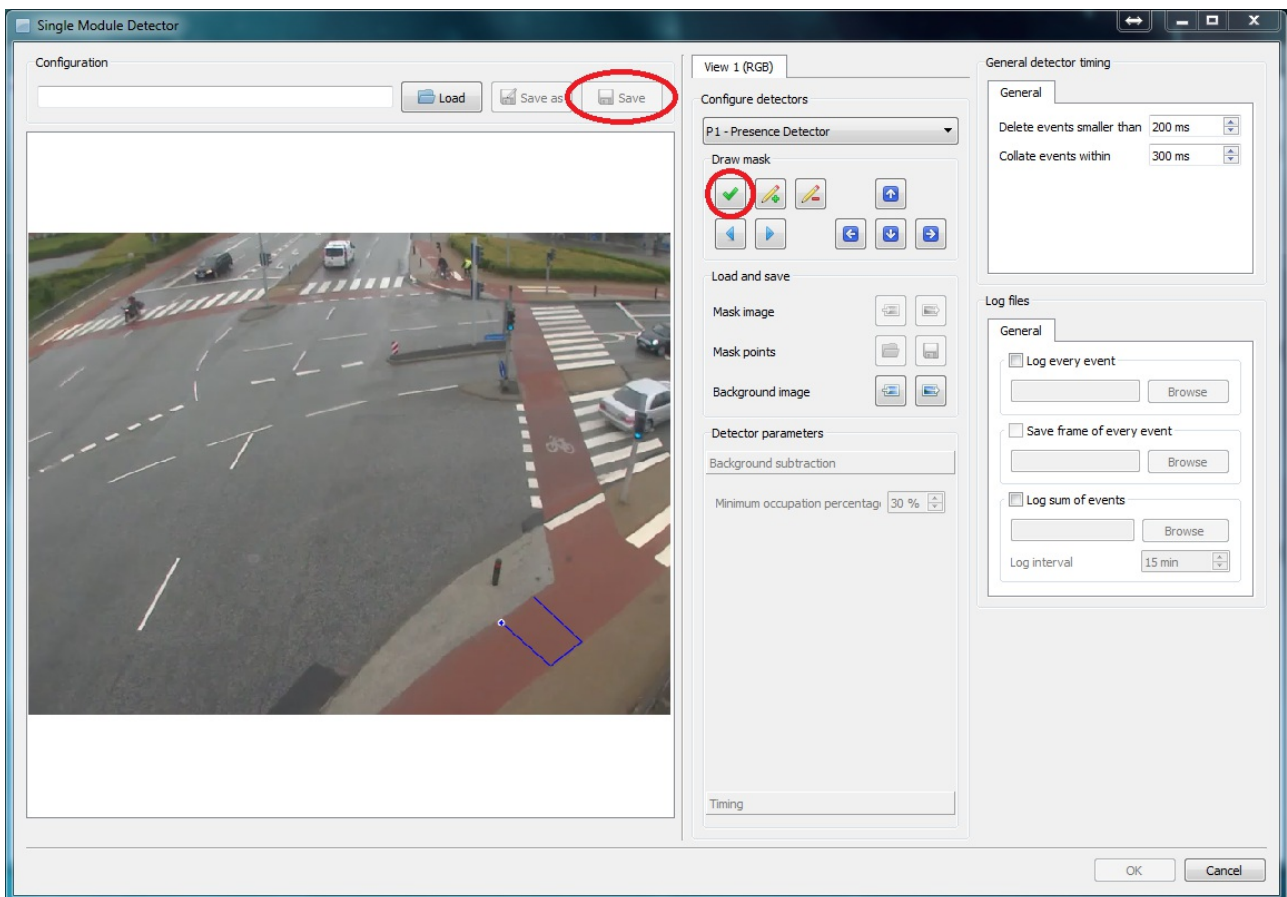 Single Module Detector
Configuration
Load
Save as
Save
View 1 (RGB)
Configure detectors
P1 - Presence Detector
Draw mask
Load and save
Mask image
Mask points
Background image
Detector parameters
Background subtraction
Minimum occupation percentag 30 %
Timing
General detector timing
General
Delete events smaller than 200 ms
Collate events within 300 ms
Log files
General
Log every event
Browse
Save frame of every event
Browse
Log sum of events
Browse
Log interval 15 min
OK
Cancel